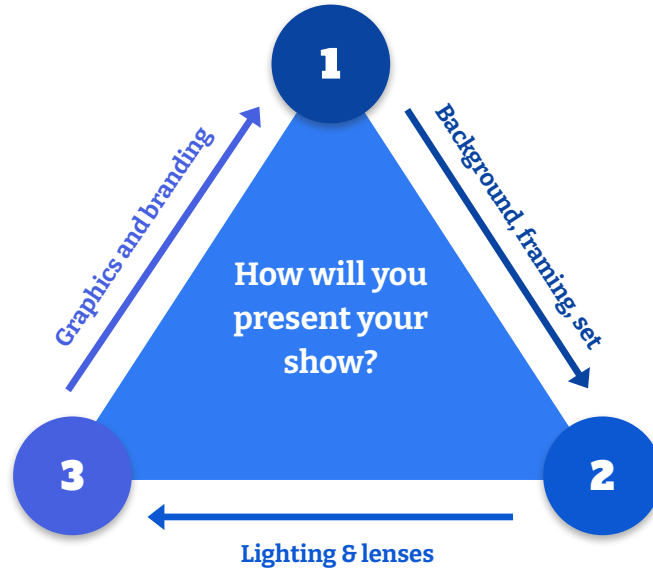 1
Background, framing, set
2
Lighting & lenses
3
Graphics and branding
How will you
present your
show?